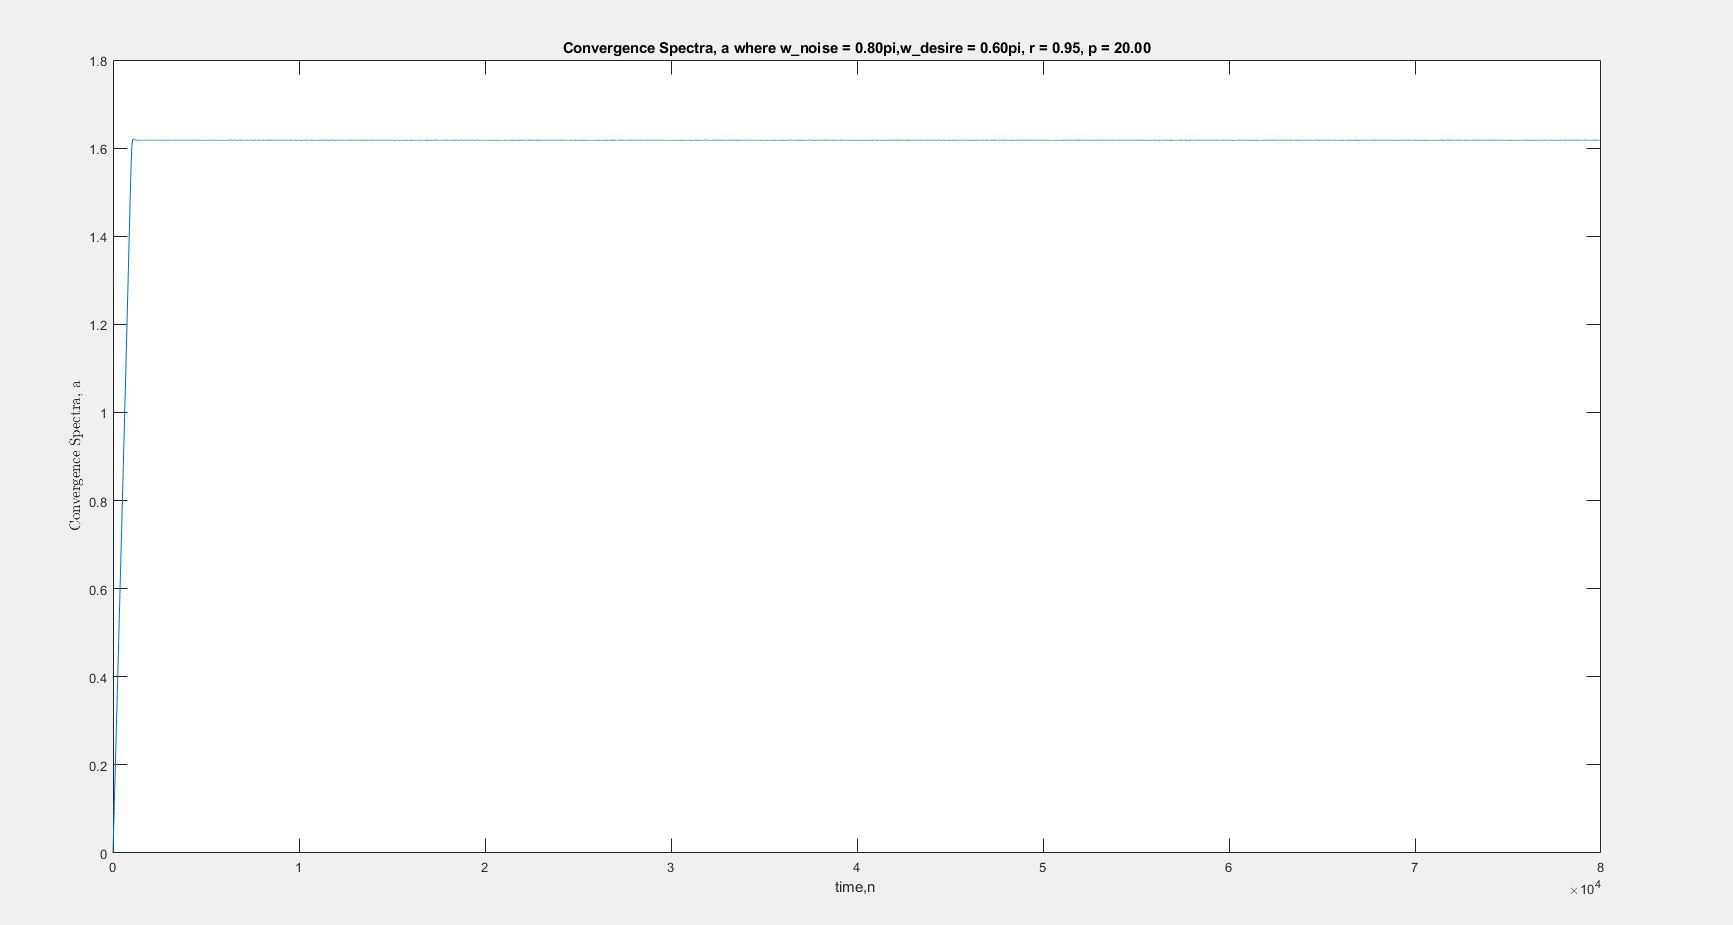 Convergence Spectra, a where w_noise = 0.80pi,w_desire = 0.60pi, r = 0.95, p = 20.00
1.8
1.6
1.4
1.2
1
0.8
0.6
0.4
0.2
0
Convergence Spectra, a
0 1 2 3 4 5 6 7 8
×10⁴
time,n